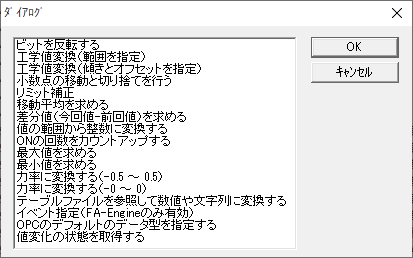 ダイアログ
ビットを反転する
工学値変換(範囲を指定)
工学値変換(傾きとオフセットを指定)
小数点の移動と切り捨てを行う
リミット補正
移動平均を求める
差分値(今回値-前回値)を求める
値の範囲から整数に変換する
ONの回数をカウントアップする
最大値を求める
最小値を求める
力率に変換する(-0.5 ~ 0.5)
力率に変換する(-0 ~ 0)
テーブルファイルを参照して数値や文字列に変換する
イベント指定(FA-Engineのみ有効)
OPCのデフォルトのデータ型を指定する
値変化の状態を取得する
OK
キャンセル